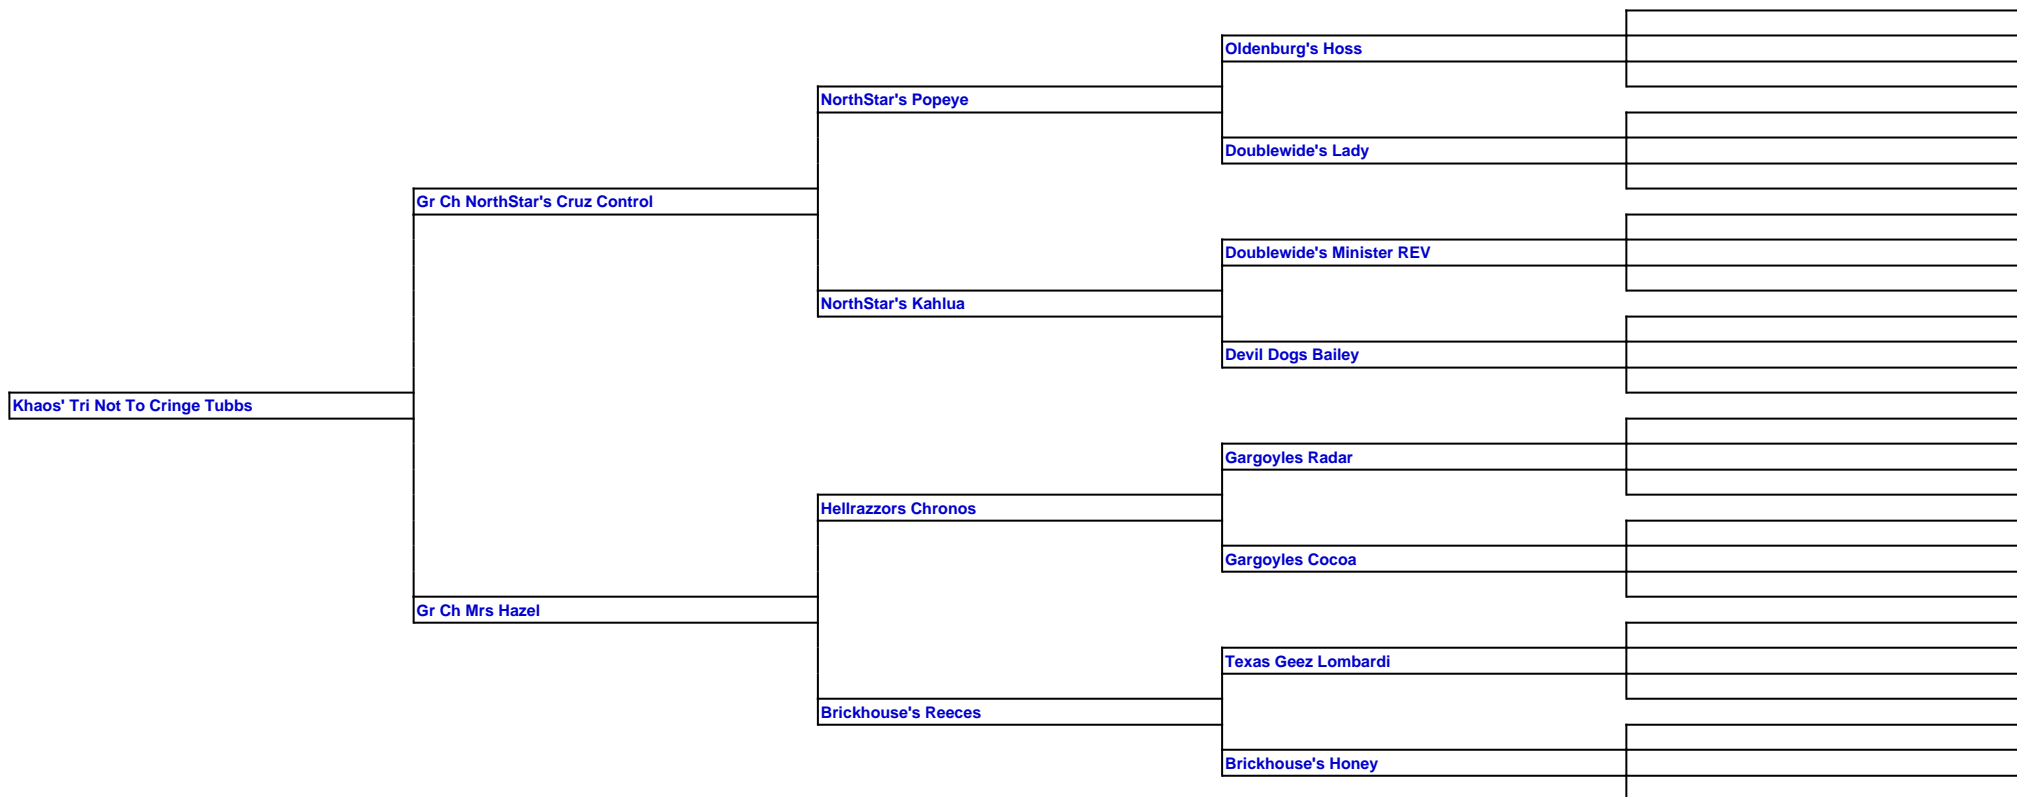 Oldenburg's Hoss
NorthStar's Popeye
Doublewide's Lady
Gr Ch NorthStar's Cruz Control
Doublewide's Minister REV
NorthStar's Kahlua
Devil Dogs Bailey
Khaos' Tri Not To Cringe Tubbs
Gargoyles Radar
Hellrazzors Chronos
Gargoyles Cocoa
Gr Ch Mrs Hazel
Texas Geez Lombardi
Brickhouse's Reeces
Brickhouse's Honey